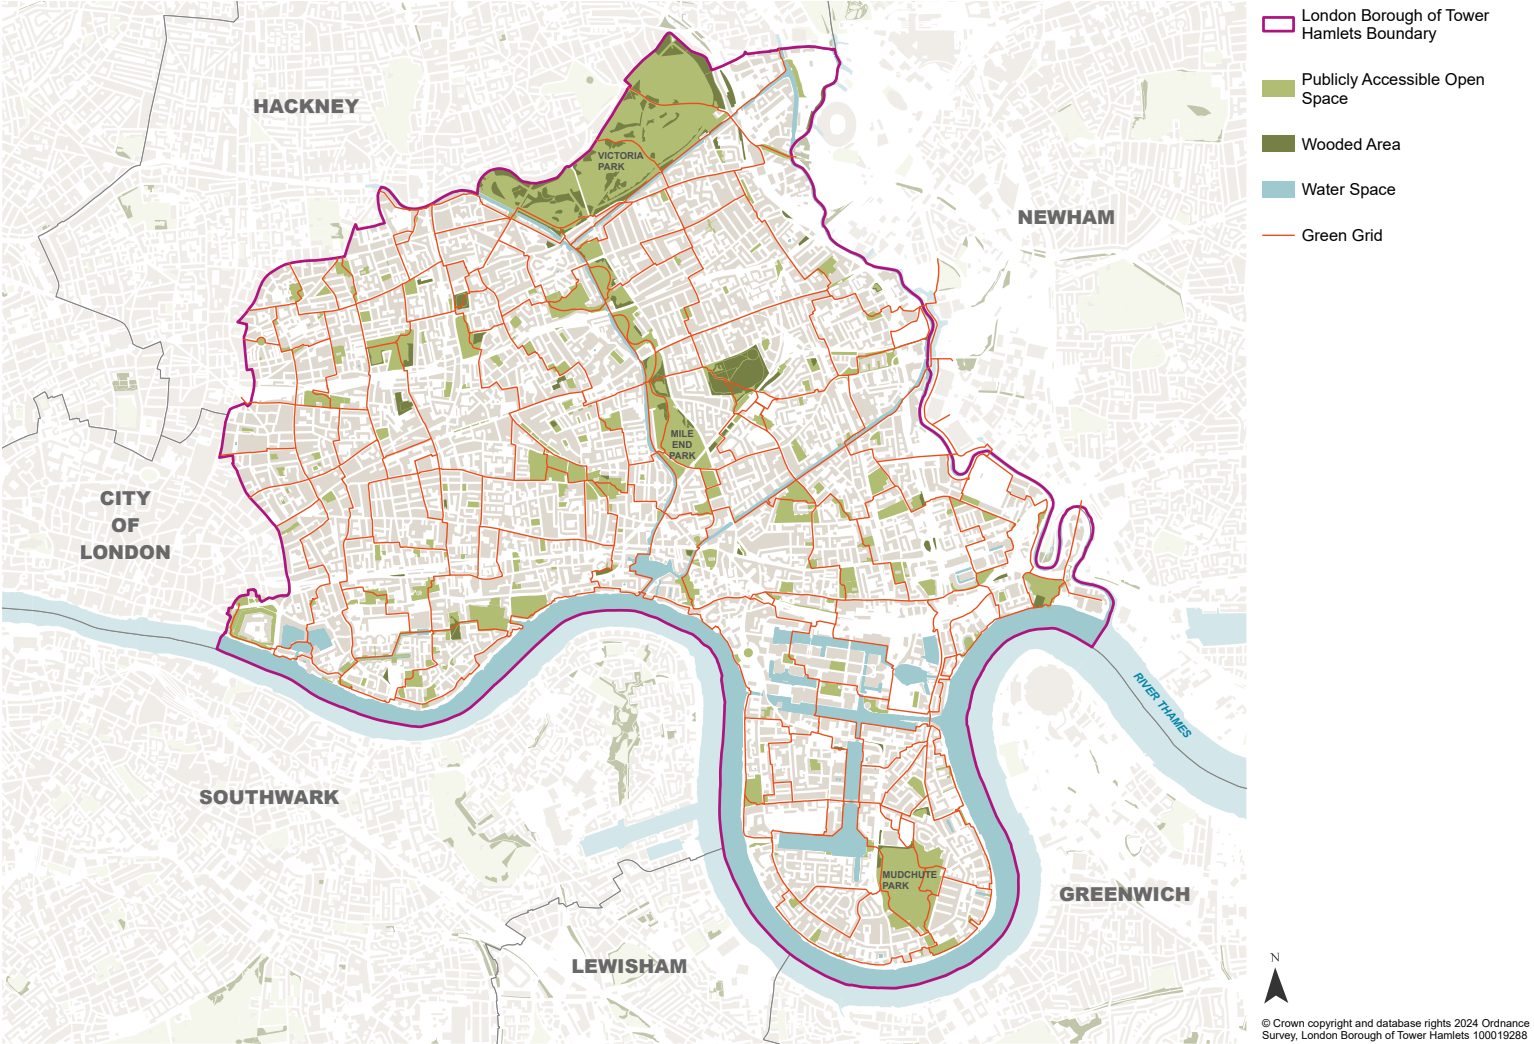 HACKNEY
VICTORIA
PARK
NEWHAM
MILE
END
PARK
CITY
OF
LONDON
RIVER THAMES
SOUTHWARK
MUDCHUTE
PARK
GREENWICH
LEWISHAM
London Borough of Tower
Hamlets Boundary
Publicly Accessible Open
Space
Wooded Area
Water Space
Green Grid
N
© Crown copyright and database rights 2024 Ordnance
Survey, London Borough of Tower Hamlets 100019288